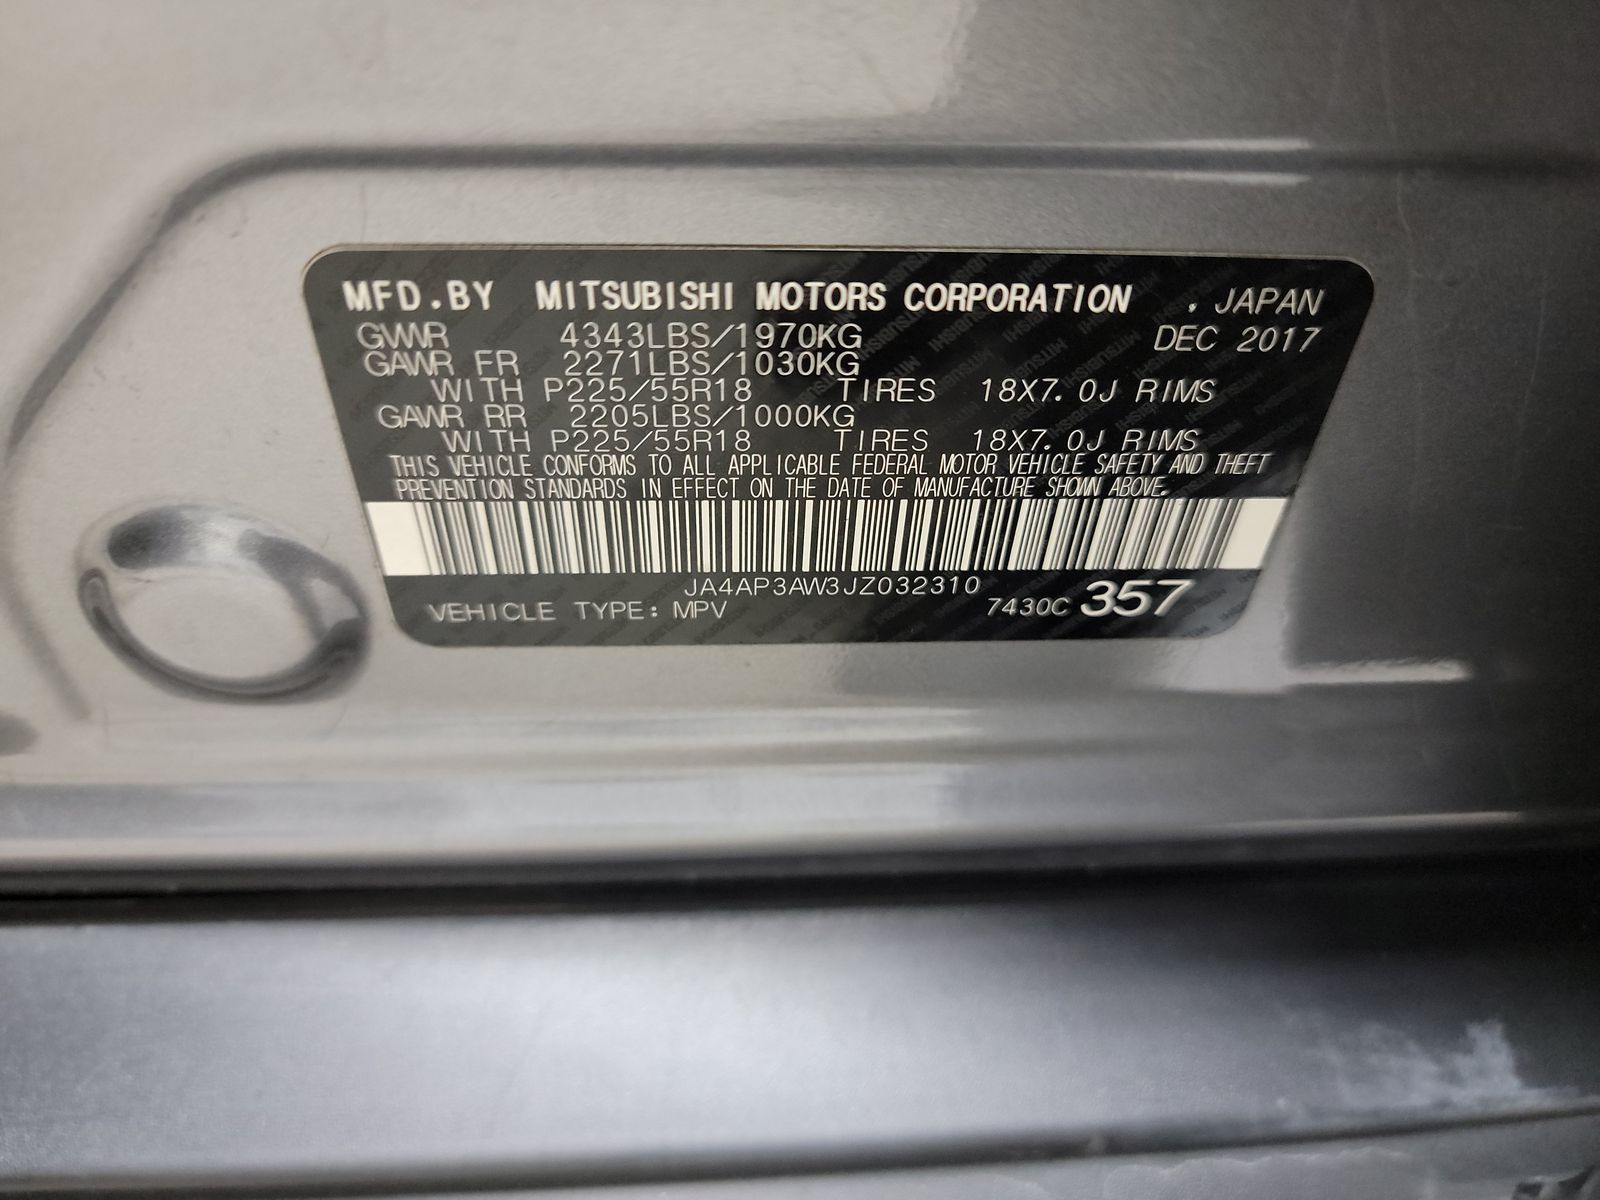 MFD.BY MITSUBISHI MOTORS CORPORATION . JAPAN
GVWR 4343LBS/1970KG DEC 2017
GAWR FR 2271LBS/1030KG
WITH P225/55R18 TIRES 18X7.0J RIMS
GAWR RR 2205LBS/1000KG
WITH P225/55R18 TIRES 18X7.0J RIMS
THIS VEHICLE CONFORMS TO ALL APPLICABLE FEDERAL MOTOR VEHICLE SAFETY AND THEFT
PREVENTION STANDARDS IN EFFECT ON THE DATE OF MANUFACTURE SHOWN ABOVE.
JA4AP3AW3JZ032310
VEHICLE TYPE: MPV 7430C 357